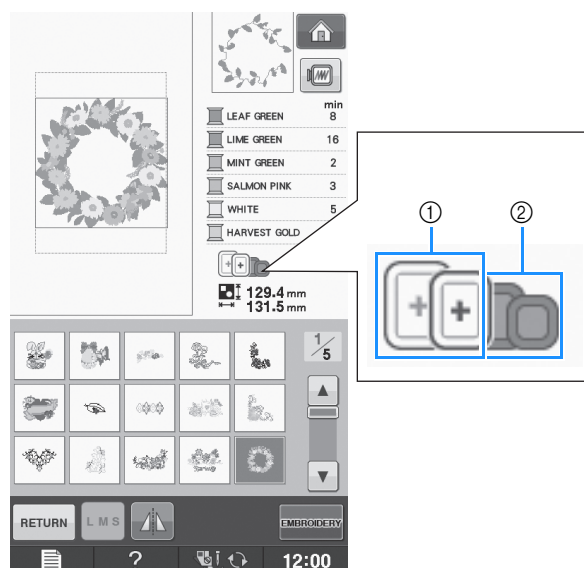 min
LEAF GREEN 8
LIME GREEN 16
MINT GREEN 2
SALMON PINK 3
WHITE 5
HARVEST GOLD
① ②
129.4 mm
131.5 mm
1/5
RETURN L M S EMBROIDERY
? 12:00